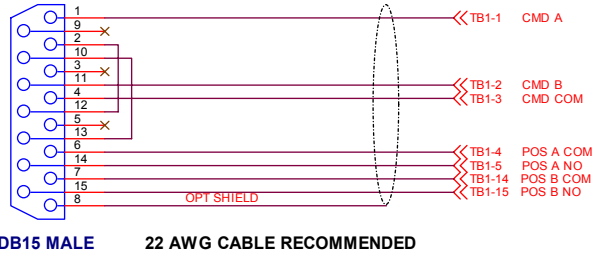 1 TB1-1 CMD A
9
2
10
3
11 TB1-2 CMD B
4 TB1-3 CMD COM
12
5
13
6 TB1-4 POS A COM
14 TB1-5 POS A NO
7 TB1-14 POS B COM
15 TB1-15 POS B NO
8 OPT SHIELD
DB15 MALE 22 AWG CABLE RECOMMENDED